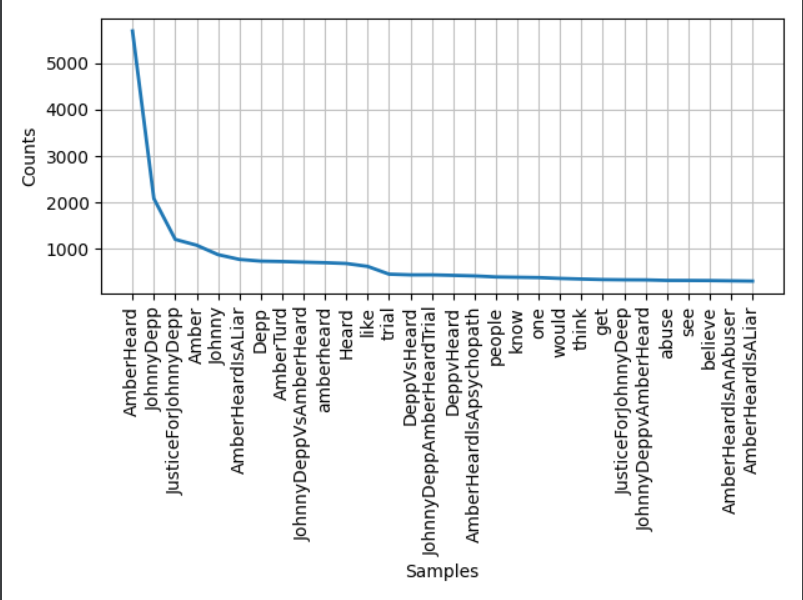 5000
4000
3000
2000
1000
Counts
AmberHeard
JohnnyDepp
JusticeForJohnnyDepp
Amber
Johnny
AmberHeardIsALiar
Depp
AmberTurd
JohnnyDeppVsAmberHeard
amberheard
Heard
like
trial
DeppVsHeard
JohnnyDeppAmberHeardTrial
DeppvHeard
AmberHeardIsApsychopath
people
know
one
would
think
get
JusticeForJohnnyDeep
JohnnyDeppvAmberHeard
abuse
see
believe
AmberHeardIsAnAbuser
AmberHeardIsALiar
Samples